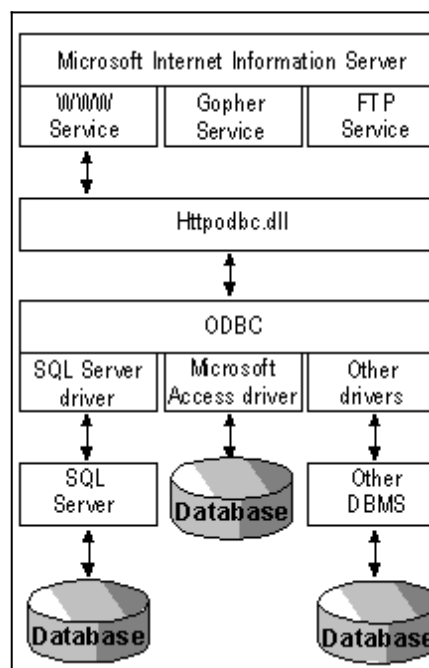 Microsoft Internet Information Server
WWW
Service
Gopher
Service
FTP
Service
Httpodbc.dll
ODBC
SQL Server
driver
Microsoft
Access driver
Other
drivers
SQL
Server
Database
Other
DBMS
Database
Database